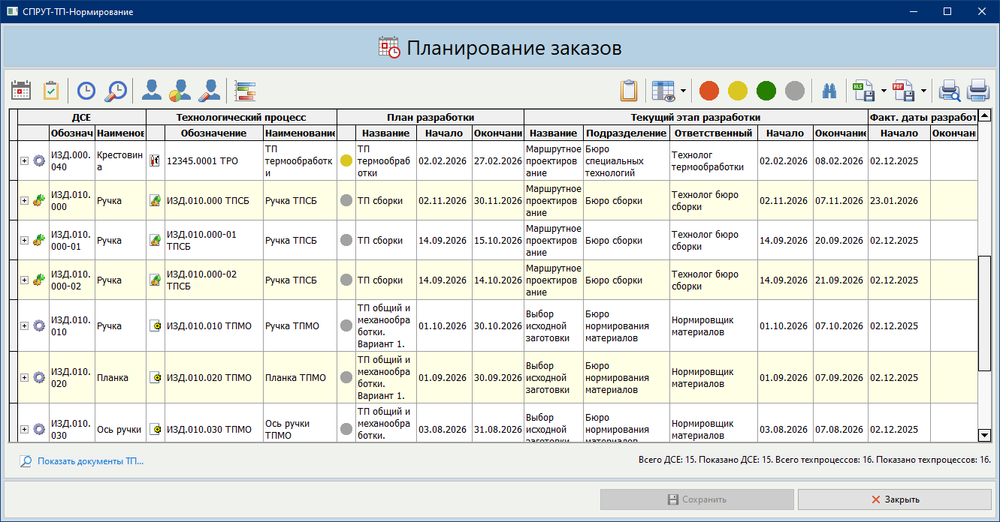 СПРУТ-ТП-Нормирование
Планирование заказов
XLS
PDF
ДСЕ Технологический процесс План разработки Текущий этап разработки Факт. даты разработ
Обознач Наименов Обозначение Наименование Название Начало Окончани Название Подразделение Ответственный Начало Окончание Начало Окончани
ИЗД.000.
040
Крестовин
а
12345.0001 ТРО
ТП
термообработк
и
ТП
термообраб
отки
02.02.2026
27.02.2026
Маршрутное
проектиров
ание
Бюро
специальных
технологий
Технолог
термообработки
02.02.2026
08.02.2026
02.12.2025
ИЗД.010.
000
Ручка
ИЗД.010.000 ТПСБ
Ручка ТПСБ
ТП сборки
02.11.2026
30.11.2026
Маршрутное
проектиров
ание
Бюро сборки
Технолог бюро
сборки
02.11.2026
07.11.2026
23.01.2026
ИЗД.010.
000-01
Ручка
ИЗД.010.000-01
ТПСБ
Ручка ТПСБ
ТП сборки
14.09.2026
15.10.2026
Маршрутное
проектиров
ание
Бюро сборки
Технолог бюро
сборки
14.09.2026
20.09.2026
02.12.2025
ИЗД.010.
000-02
Ручка
ИЗД.010.000-02
ТПСБ
Ручка ТПСБ
ТП сборки
14.09.2026
14.10.2026
Маршрутное
проектиров
ание
Бюро сборки
Технолог бюро
сборки
14.09.2026
21.09.2026
02.12.2025
ИЗД.010.
010
Ручка
ИЗД.010.010 ТПМО
Ручка ТПМО
ТП общий и
механообра
ботки.
Вариант 1.
01.10.2026
30.10.2026
Выбор
исходной
заготовки
Бюро
нормирования
материалов
Нормировщик
материалов
01.10.2026
07.10.2026
02.12.2025
ИЗД.010.
020
Планка
ИЗД.010.020 ТПМО
Планка ТПМО
ТП общий и
механообра
ботки.
Вариант 1.
01.09.2026
30.09.2026
Выбор
исходной
заготовки
Бюро
нормирования
материалов
Нормировщик
материалов
01.09.2026
07.09.2026
02.12.2025
ИЗД.010.
030
Ось ручки
ИЗД.010.030 ТПМО
Ось ручки
ТПМО
ТП общий и
механообра
ботки.
03.08.2026
31.08.2026
Выбор
исходной
заготовки
Бюро
нормирования
материалов
Нормировщик
материалов
03.08.2026
07.08.2026
02.12.2025
Показать документы ТП...
Всего ДСЕ: 15. Показано ДСЕ: 15. Всего техпроцессов: 16. Показано техпроцессов: 16.
Сохранить
Закрыть